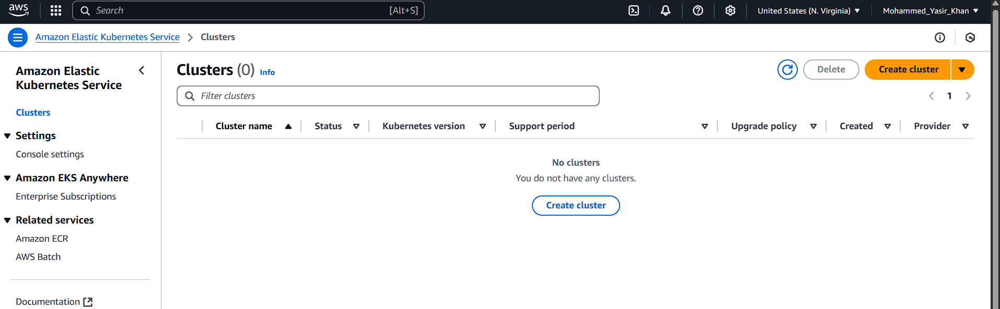 aws
Search [Alt+S]
United States (N. Virginia)
Mohammed_Yasir_Khan
Amazon Elastic Kubernetes Service
Clusters
Amazon Elastic
Kubernetes Service
Clusters
Settings
Console settings
Amazon EKS Anywhere
Enterprise Subscriptions
Related services
Amazon ECR
AWS Batch
Documentation
Clusters (0) Info
Delete
Create cluster
Filter clusters
1
Cluster name
Status
Kubernetes version
Support period
Upgrade policy
Created
Provider
No clusters
You do not have any clusters.
Create cluster